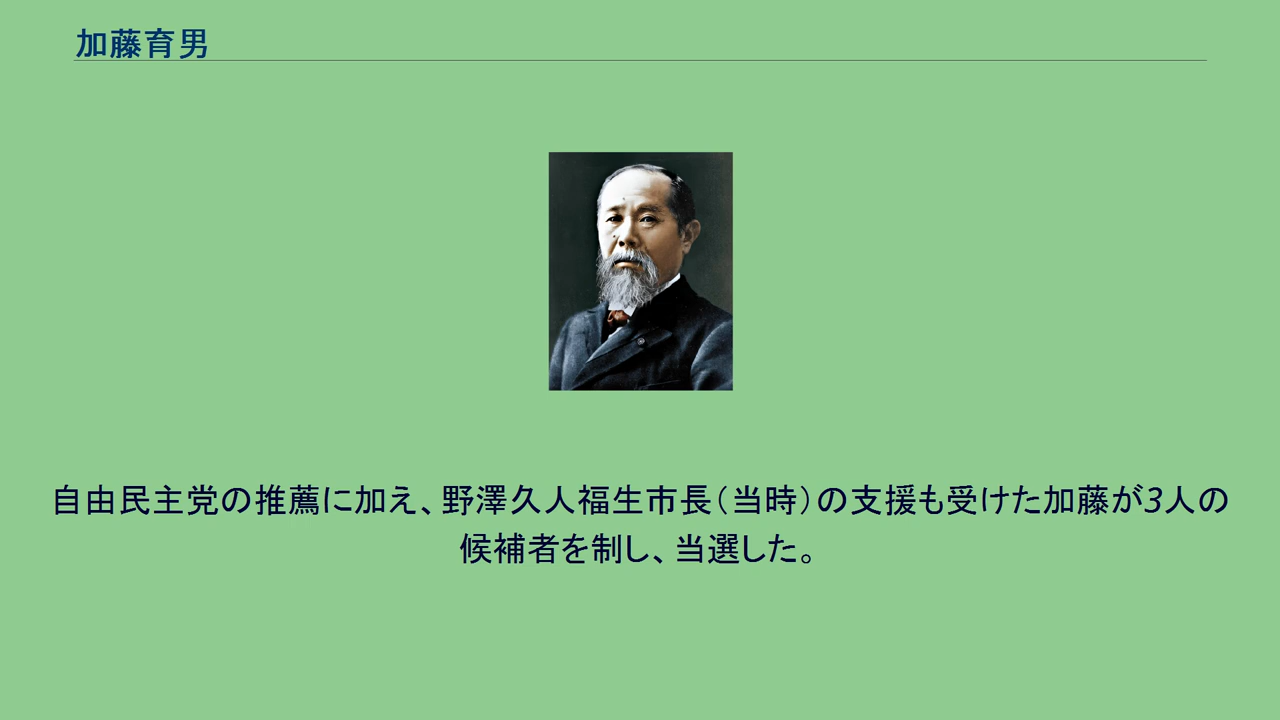 加藤育男
自由民主党の推薦に加え、野澤久人福生市長（当時）の支援も受けた加藤が3人の
候補者を制し、当選した。